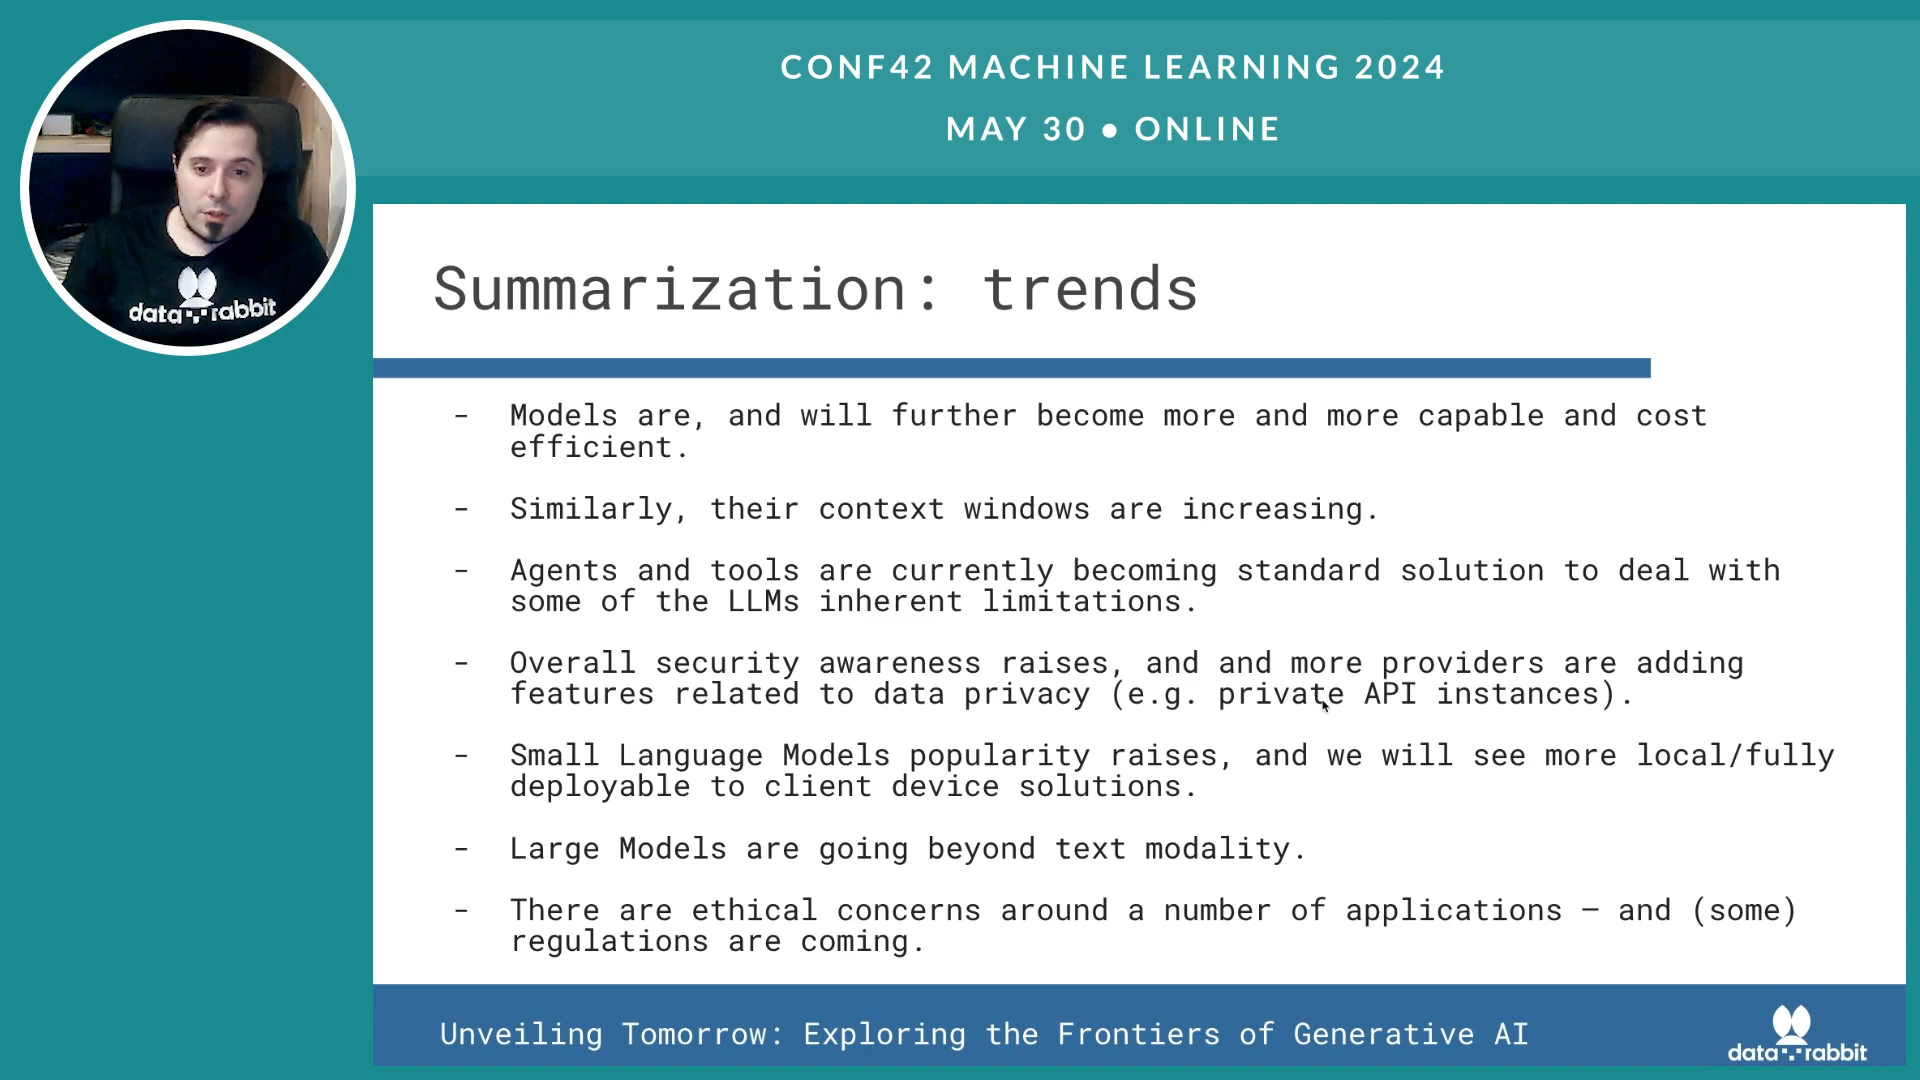 CONF42 MACHINE LEARNING 2024
MAY 30 • ONLINE
data rabbit
Summarization: trends
- Models are, and will further become more and more capable and cost
efficient.
- Similarly, their context windows are increasing.
- Agents and tools are currently becoming standard solution to deal with
some of the LLMs inherent limitations.
- Overall security awareness raises, and and more providers are adding
features related to data privacy (e.g. private API instances).
- Small Language Models popularity raises, and we will see more local/fully
deployable to client device solutions.
- Large Models are going beyond text modality.
- There are ethical concerns around a number of applications – and (some)
regulations are coming.
Unveiling Tomorrow: Exploring the Frontiers of Generative AI
data rabbit